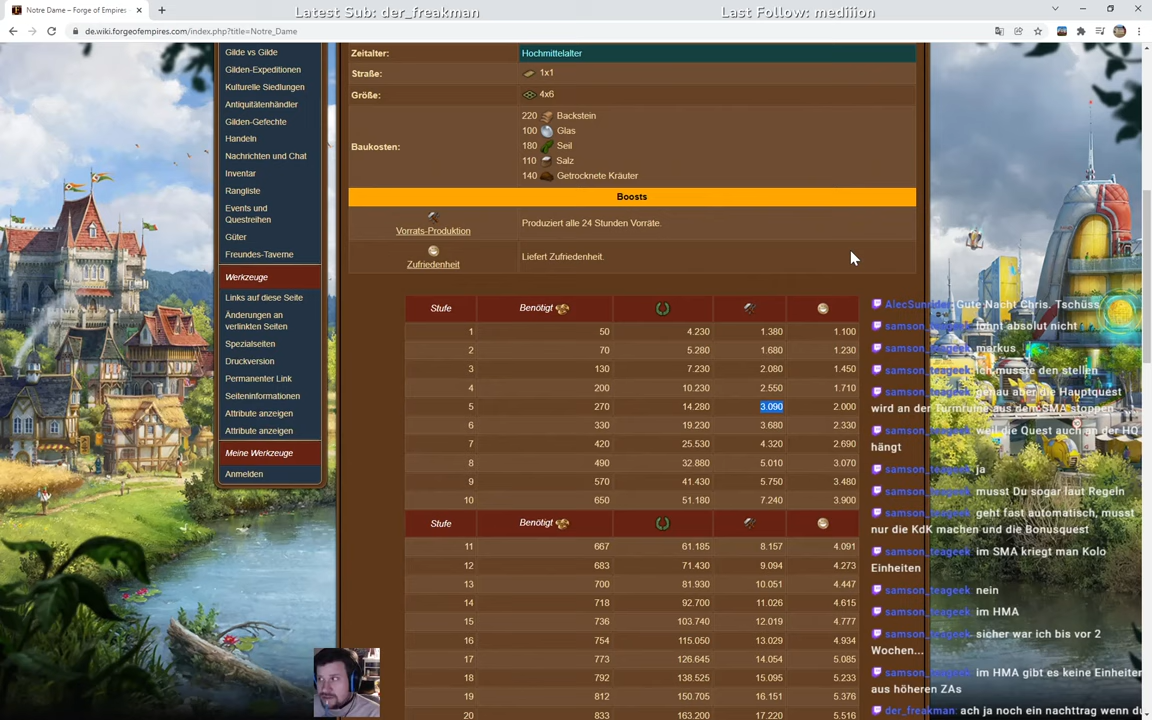 Notre Dame – Forge of Empires
Latest Sub: der_freakman
Last Follow: mediiion
de.wiki.forgeofempires.com/index.php?title=Notre_Dame
Gilde vs Gilde
Gilden-Expeditionen
Kulturelle Siedlungen
Antiquitätenhändler
Gilden-Gefechte
Handeln
Nachrichten und Chat
Inventar
Rangliste
Events und
Questreihen
Güter
Freundes-Taverne
Werkzeuge
Links auf diese Seite
Änderungen an
verlinkten Seiten
Spezialseiten
Druckversion
Permanenter Link
Seiteninformationen
Attribute anzeigen
Attribute anzeigen
Meine Werkzeuge
Anmelden
Zeitalter: Hochmittelalter
Straße: 1x1
Größe: 4x6
Baukosten:
220 Backstein
100 Glas
180 Seil
110 Salz
140 Getrocknete Kräuter
Boosts
Vorrats-Produktion Produziert alle 24 Stunden Vorräte.
Zufriedenheit Liefert Zufriedenheit.
Stufe Benötigt
1 50 4.230 1.380 1.100
2 70 5.280 1.680 1.230
3 130 7.230 2.080 1.450
4 200 10.230 2.550 1.710
5 270 14.280 3.090 2.000
6 330 19.230 3.680 2.330
7 420 25.530 4.320 2.690
8 490 32.880 5.010 3.070
9 570 41.430 5.750 3.480
10 650 51.180 7.240 3.900
Stufe Benötigt
11 667 61.185 8.157 4.091
12 683 71.430 9.094 4.273
13 700 81.930 10.051 4.447
14 718 92.700 11.026 4.615
15 736 103.740 12.019 4.777
16 754 115.050 13.029 4.934
17 773 126.645 14.054 5.085
18 792 138.525 15.095 5.233
19 812 150.705 16.151 5.376
20 833 163.200 17.220 5.516
AlecSunrider: Gute Nacht Chris. Tschüss
samson_teageek: lohnt absolut nicht
samson_teageek: markus
samson_teageek: ich musste den stellen
samson_teageek: genau aber die Hauptquest
wird an der Turmruine aus dem SMA stoppen
samson_teageek: weil die Quest auch an der HQ
hängt
samson_teageek: ja
samson_teageek: musst Du sogar laut Regeln
samson_teageek: geht fast automatisch, musst
nur die KdK machen und die Bonusquest
samson_teageek: im SMA kriegt man Kolo
Einheiten
samson_teageek: nein
samson_teageek: im HMA
samson_teageek: sicher war ich bis vor 2
Wochen...
samson_teageek: im HMA gibt es keine Einheiten
aus höheren ZAs
der_freakman: ach ja noch ein nachttrag wenn du